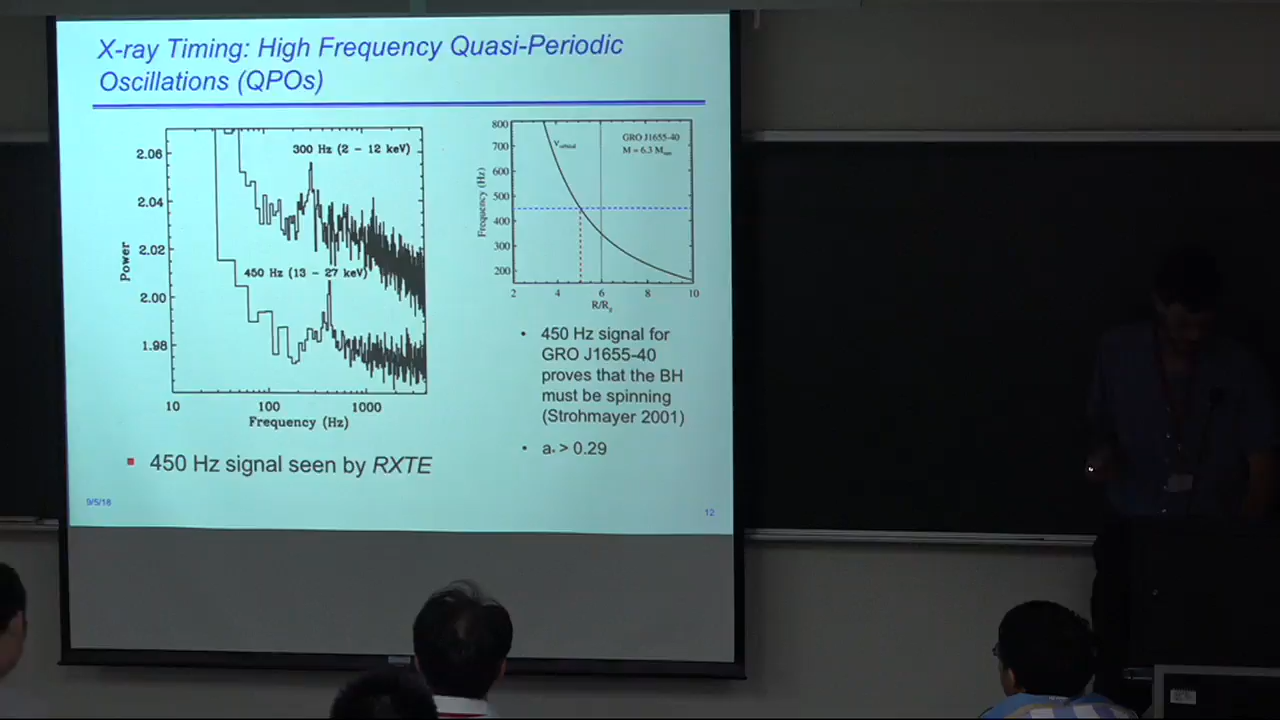 X-ray Timing: High Frequency Quasi-Periodic
Oscillations (QPOs)
300 Hz (2 – 12 keV)
450 Hz (13 – 27 keV)
2.06
2.04
2.02
2.00
1.98
Power
10
100
1000
Frequency (Hz)
GRO J1655-40
M = 6.3 Msun
νorbital
800
700
600
500
400
300
200
Frequency (Hz)
2
4
6
8
10
R/Rg
• 450 Hz signal for
GRO J1655-40
proves that the BH
must be spinning
(Strohmayer 2001)
• a* > 0.29
450 Hz signal seen by RXTE
9/5/16
12